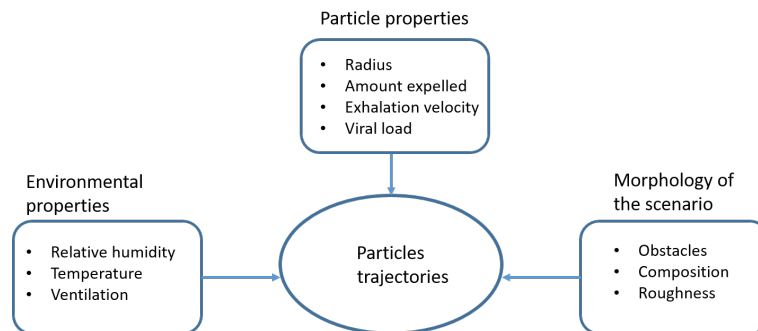 Particle properties
• Radius
• Amount expelled
• Exhalation velocity
• Viral load
Environmental
properties
• Relative humidity
• Temperature
• Ventilation
Particles
trajectories
Morphology of
the scenario
• Obstacles
• Composition
• Roughness